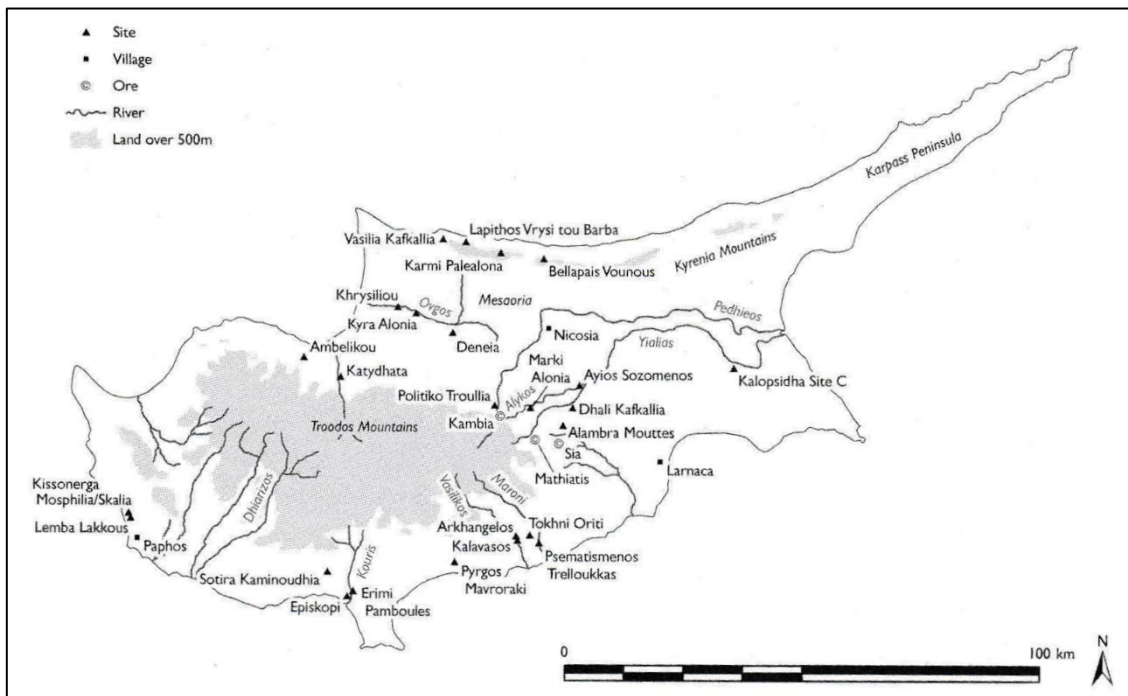 Site
Village
Ore
River
Land over 500m
Karpass Peninsula
Lapithos Vrysi tou Barba
Vasilia Kafkallia
Kyrenia Mountains
Karmi Palealona
Bellapais Vounous
Khrysiliou
Ovgos
Mesaoria
Pedhieos
Kyra Alonia
Nicosia
Deneia
Yialias
Ambelikou
Marki
Alonia
Katydhata
Ayios Sozomenos
Kalopsidha Site C
Politiko Troullia
Alykos
Dhali Kafkallia
Kambia
Troodos Mountains
Alambra Mouttes
Sia
Mathiatis
Larnaca
Kissonerga
Mosphilia/Skalia
Dhiarizos
Vasilikos
Maroni
Lemba Lakkous
Paphos
Arkhangelos
Tokhni Oriti
Kalavasos
Kouris
Psematismenos
Trelloukkas
Sotira Kaminoudhia
Pyrgos
Mavroraki
Episkopi
Erimi
Pamboules
0
100 km
N